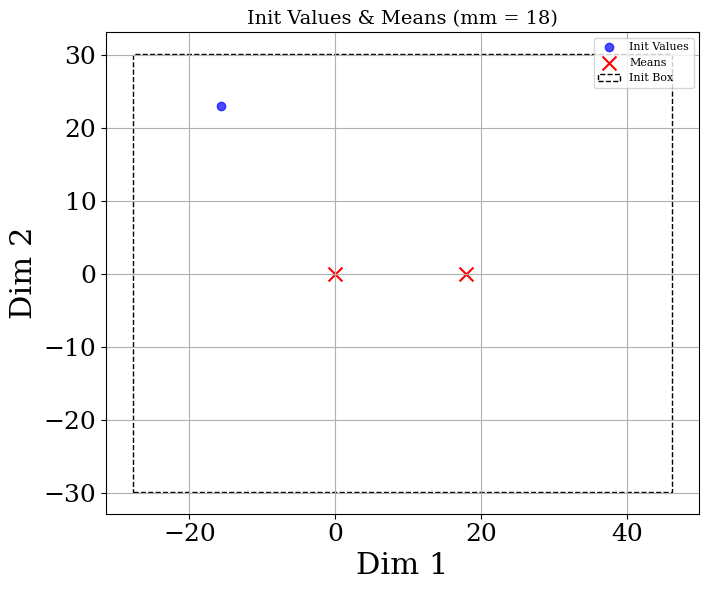 Init Values & Means (mm = 18)
Init Values
Means
Init Box
30
20
10
0
−10
−20
−30
Dim 2
−20
0
20
40
Dim 1